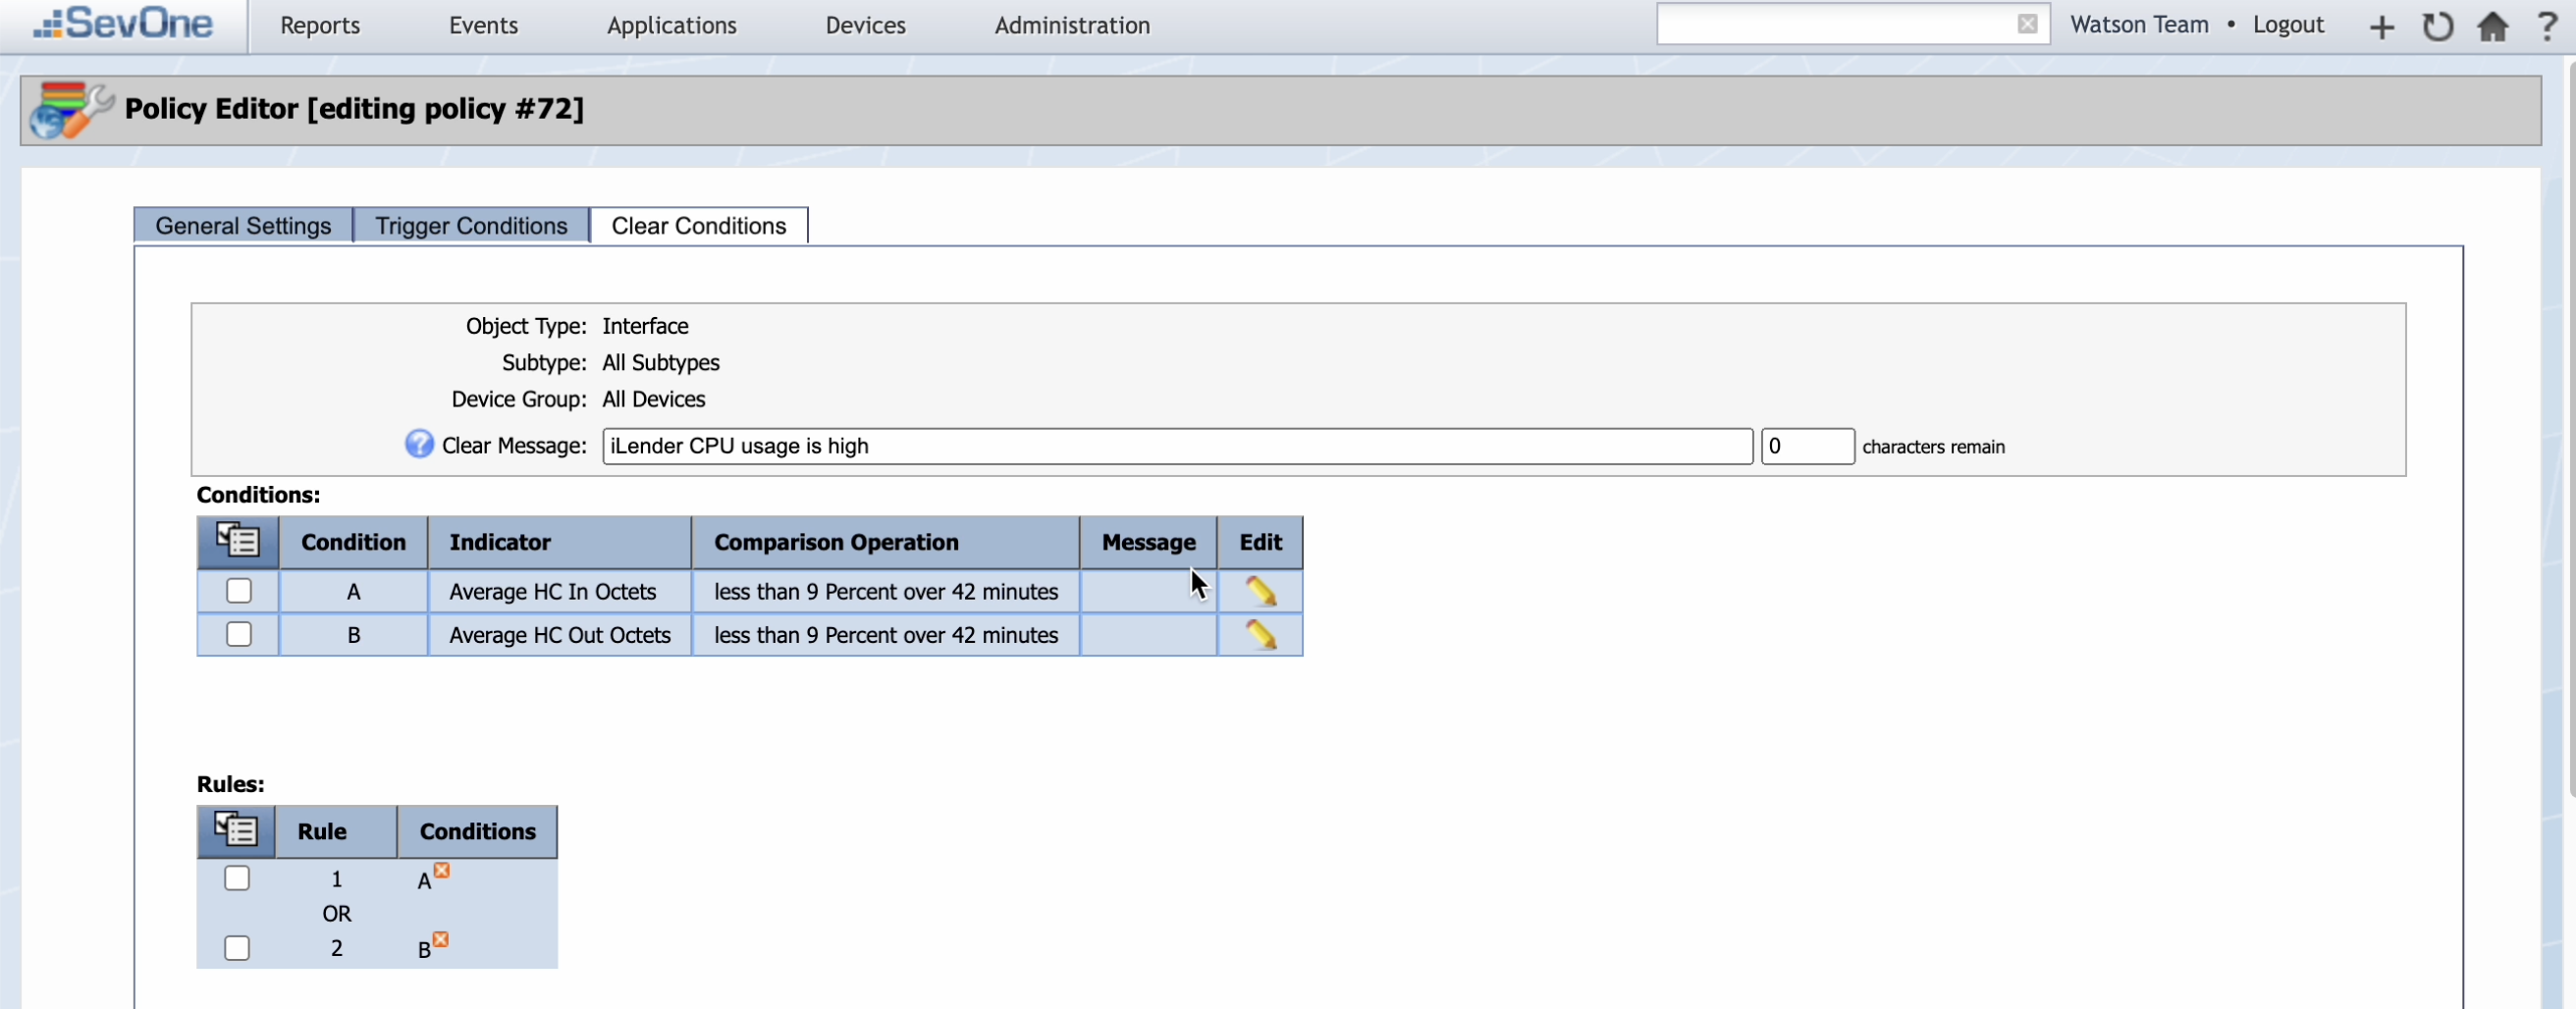 SevOne Reports Events Applications Devices Administration Watson Team • Logout + ?
Policy Editor [editing policy #72]
General Settings Trigger Conditions Clear Conditions
Object Type: Interface
Subtype: All Subtypes
Device Group: All Devices
? Clear Message: iLender CPU usage is high 0 characters remain
Conditions:
Condition Indicator Comparison Operation Message Edit
A Average HC In Octets less than 9 Percent over 42 minutes
B Average HC Out Octets less than 9 Percent over 42 minutes
Rules:
Rule Conditions
1 A
OR
2 B